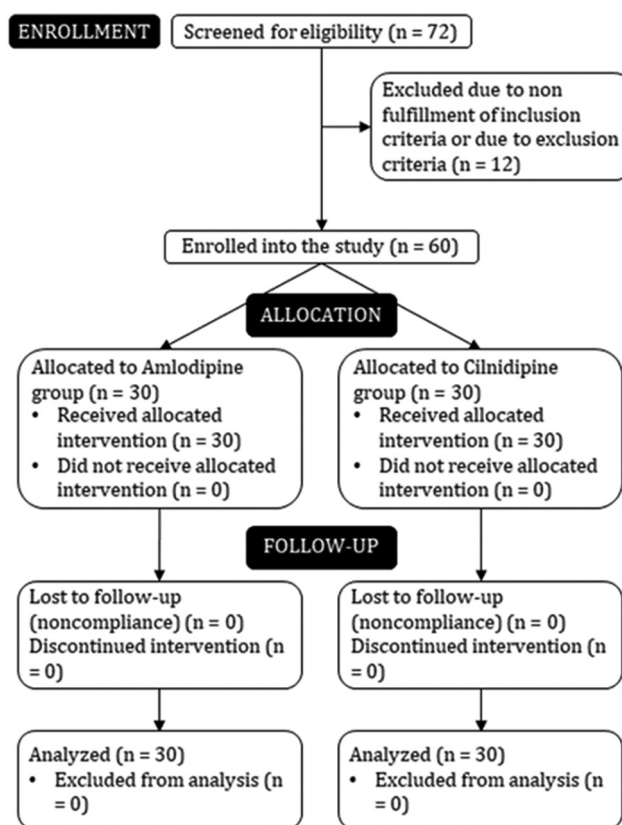 ENROLLMENT
Screened for eligibility (n = 72)
Excluded due to non
fulfillment of inclusion
criteria or due to exclusion
criteria (n = 12)
Enrolled into the study (n = 60)
ALLOCATION
Allocated to Amlodipine
group (n = 30)
• Received allocated
intervention (n = 30)
• Did not receive allocated
intervention (n = 0)
Allocated to Cilnidipine
group (n = 30)
• Received allocated
intervention (n = 30)
• Did not receive allocated
intervention (n = 0)
FOLLOW-UP
Lost to follow-up
(noncompliance) (n = 0)
Discontinued intervention (n
= 0)
Lost to follow-up
(noncompliance) (n = 0)
Discontinued intervention (n
= 0)
Analyzed (n = 30)
• Excluded from analysis (n
= 0)
Analyzed (n = 30)
• Excluded from analysis (n
= 0)